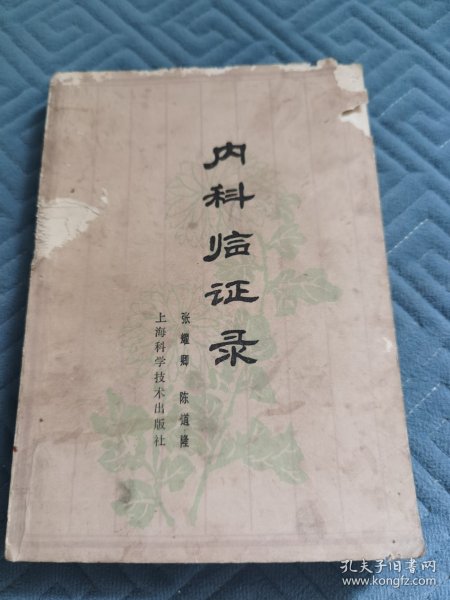 内科临证录
张耀卿 陈道隆
上海科学技术出版社
孔夫子旧书网
www.kongfz.com